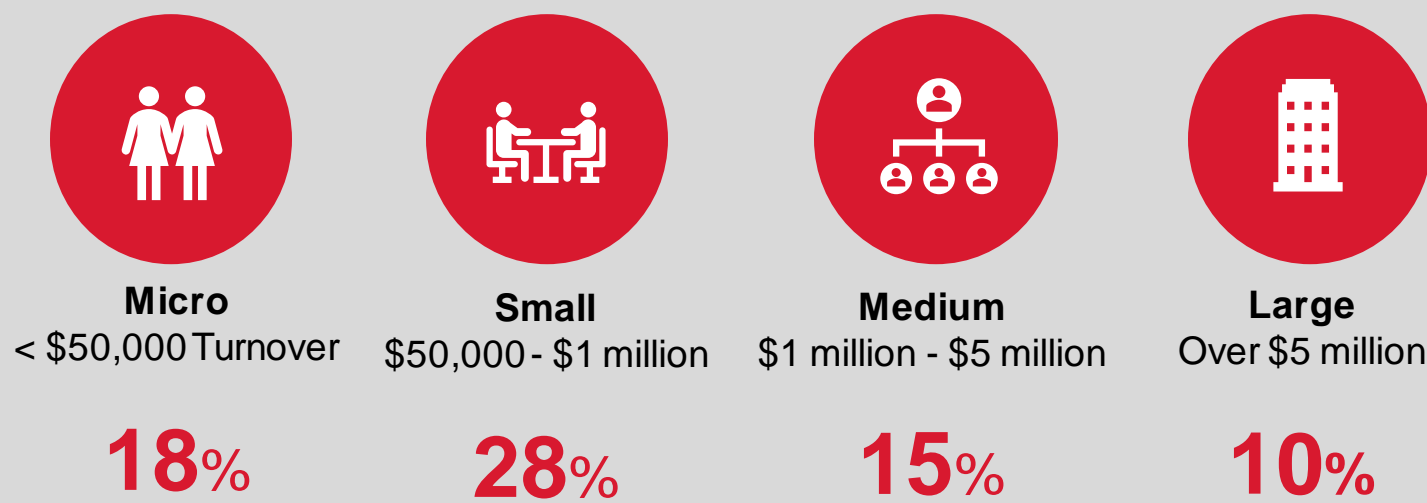 Micro
< $50,000 Turnover
18%
Small
$50,000 - $1 million
28%
Medium
$1 million - $5 million
15%
Large
Over $5 million
10%